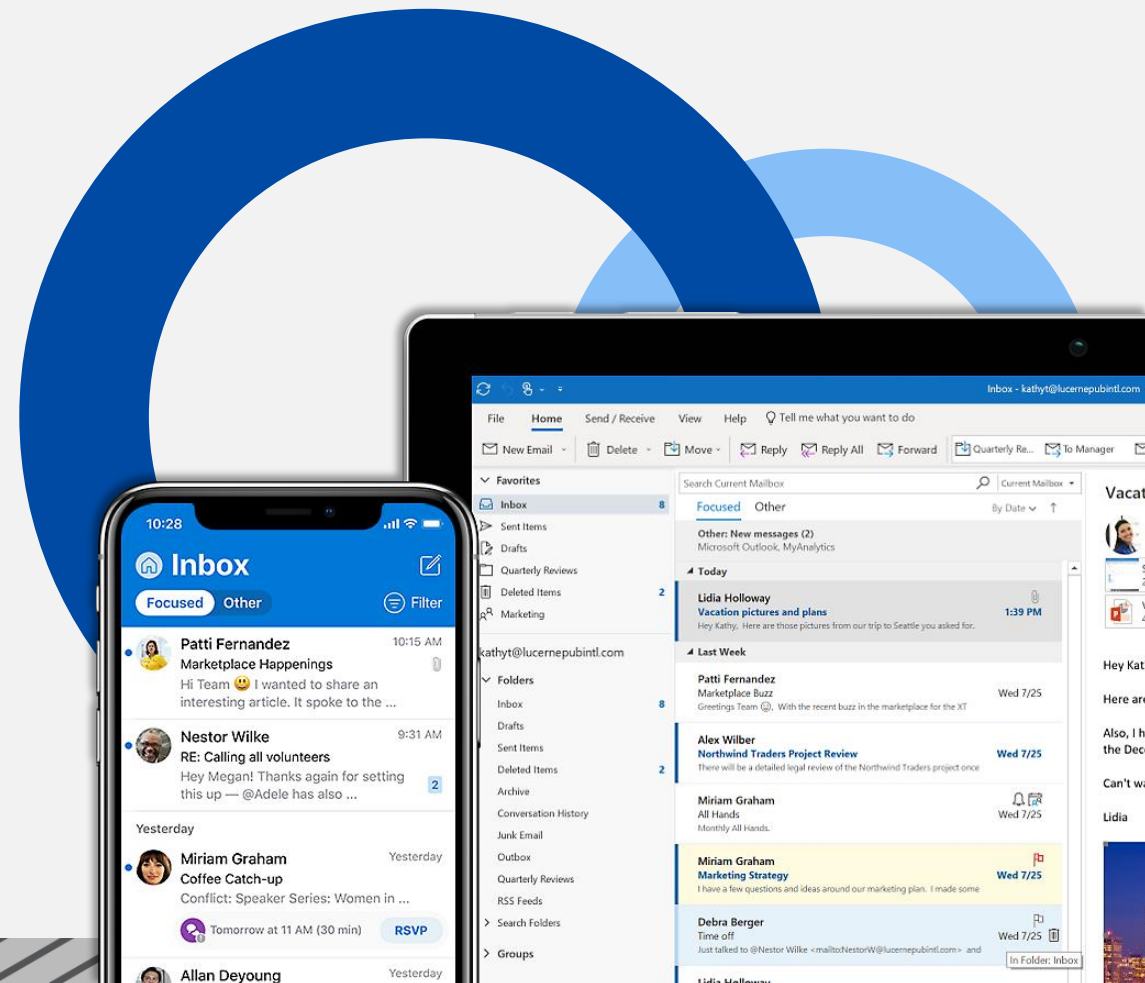 10:28
Inbox
Focused Other
Filter
Patti Fernandez 10:15 AM
Marketplace Happenings
Hi Team 😃 I wanted to share an
interesting article. It spoke to the ...
Nestor Wilke 9:31 AM
RE: Calling all volunteers
Hey Megan! Thanks again for setting
this up — @Adele has also ... 2
Yesterday
Miriam Graham Yesterday
Coffee Catch-up
Conflict: Speaker Series: Women in ...
Tomorrow at 11 AM (30 min) RSVP
Allan Deyoung Yesterday
Inbox - kathyt@lucernepubintl.com
File Home Send / Receive View Help Tell me what you want to do
New Email Delete Move Reply Reply All Forward Quarterly Re... To Manager
Favorites
Inbox 8
Sent Items
Drafts
Quarterly Reviews
Deleted Items 2
Marketing
kathyt@lucernepubintl.com
Folders
Inbox 8
Drafts
Sent Items
Deleted Items 2
Archive
Conversation History
Junk Email
Outbox
Quarterly Reviews
RSS Feeds
Search Folders
Groups
Search Current Mailbox Current Mailbox
Focused Other By Date
Other: New messages (2)
Microsoft Outlook, MyAnalytics
Today
Lidia Holloway
Vacation pictures and plans 1:39 PM
Hey Kathy, Here are those pictures from our trip to Seattle you asked for.
Last Week
Patti Fernandez
Marketplace Buzz Wed 7/25
Greetings Team ☺, With the recent buzz in the marketplace for the XT
Alex Wilber
Northwind Traders Project Review Wed 7/25
There will be a detailed legal review of the Northwind Traders project once
Miriam Graham
All Hands Wed 7/25
Monthly All Hands.
Miriam Graham
Marketing Strategy Wed 7/25
I have a few questions and ideas around our marketing plan. I made some
Debra Berger
Time off Wed 7/25
Just talked to @Nestor Wilke <mailto:NestorW@lucernepubintl.com> and
In Folder: Inbox
Lidia Holloway
Vacat
Hey Kat
Here are
Also, I h
the Dec
Can't wa
Lidia